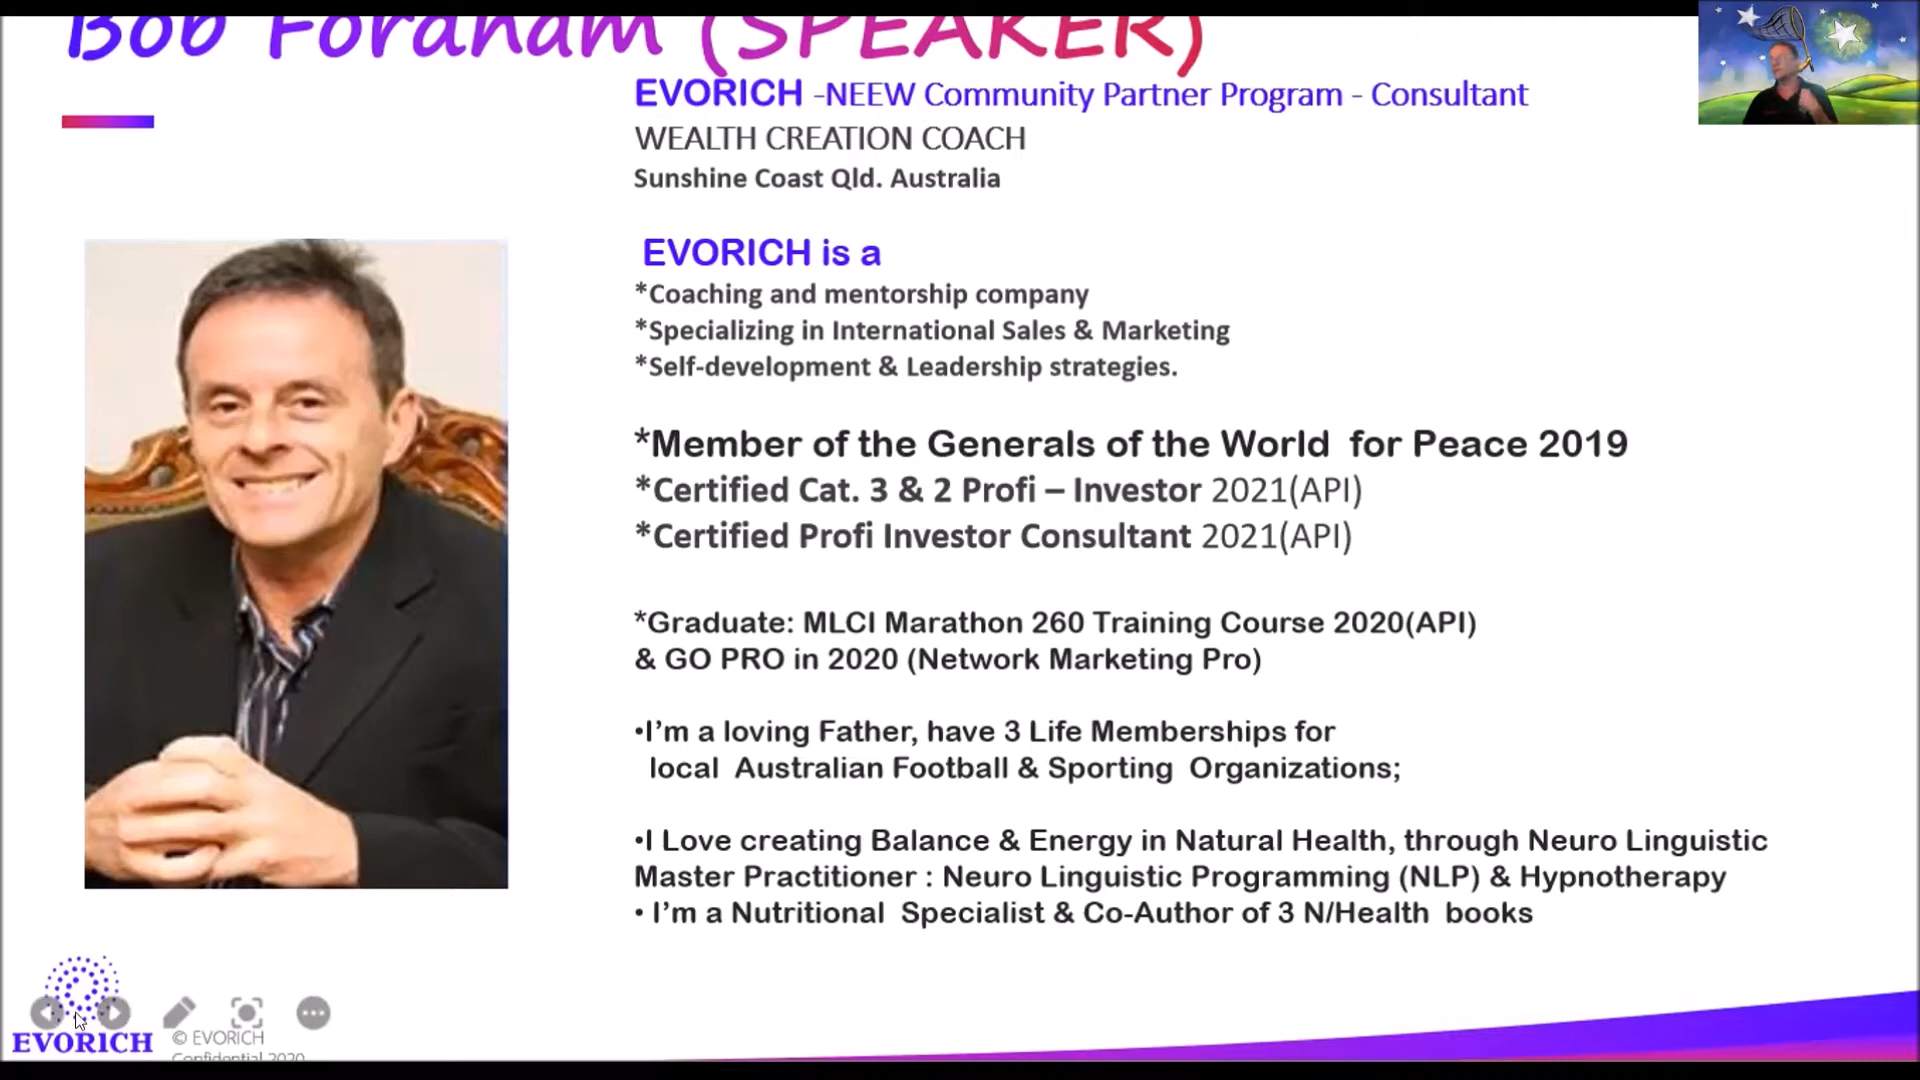 Bob Fordham (SPEAKER)
EVORICH -NEEW Community Partner Program - Consultant
WEALTH CREATION COACH
Sunshine Coast Qld. Australia
EVORICH is a
*Coaching and mentorship company
*Specializing in International Sales & Marketing
*Self-development & Leadership strategies.
*Member of the Generals of the World for Peace 2019
*Certified Cat. 3 & 2 Profi – Investor 2021(API)
*Certified Profi Investor Consultant 2021(API)
*Graduate: MLCI Marathon 260 Training Course 2020(API)
& GO PRO in 2020 (Network Marketing Pro)
•I’m a loving Father, have 3 Life Memberships for
local Australian Football & Sporting Organizations;
•I Love creating Balance & Energy in Natural Health, through Neuro Linguistic
Master Practitioner : Neuro Linguistic Programming (NLP) & Hypnotherapy
• I’m a Nutritional Specialist & Co-Author of 3 N/Health books
EVORICH
© EVORICH
Confidential 2020